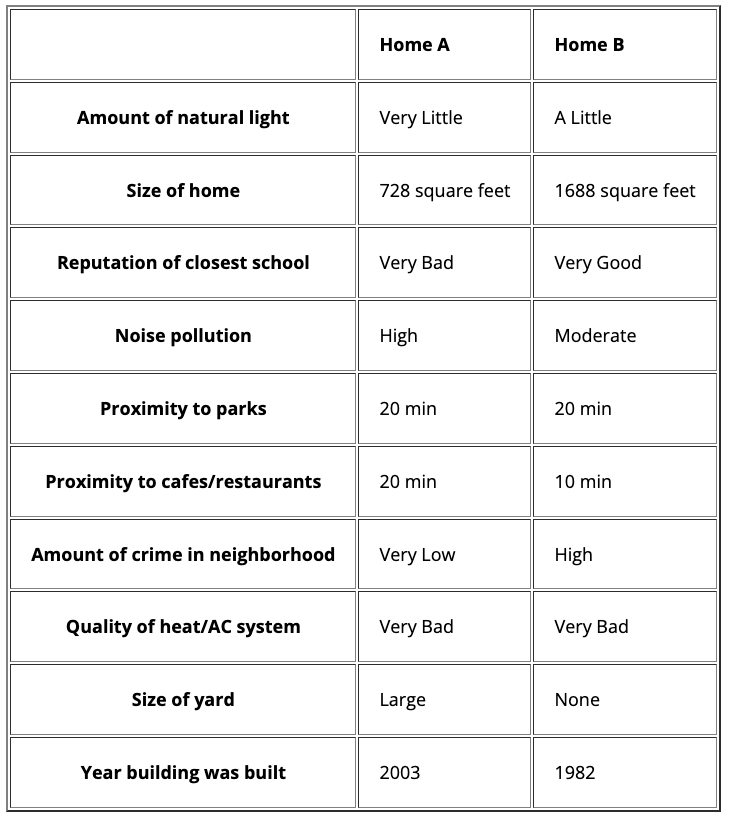 Home A Home B
Amount of natural light Very Little A Little
Size of home 728 square feet 1688 square feet
Reputation of closest school Very Bad Very Good
Noise pollution High Moderate
Proximity to parks 20 min 20 min
Proximity to cafes/restaurants 20 min 10 min
Amount of crime in neighborhood Very Low High
Quality of heat/AC system Very Bad Very Bad
Size of yard Large None
Year building was built 2003 1982